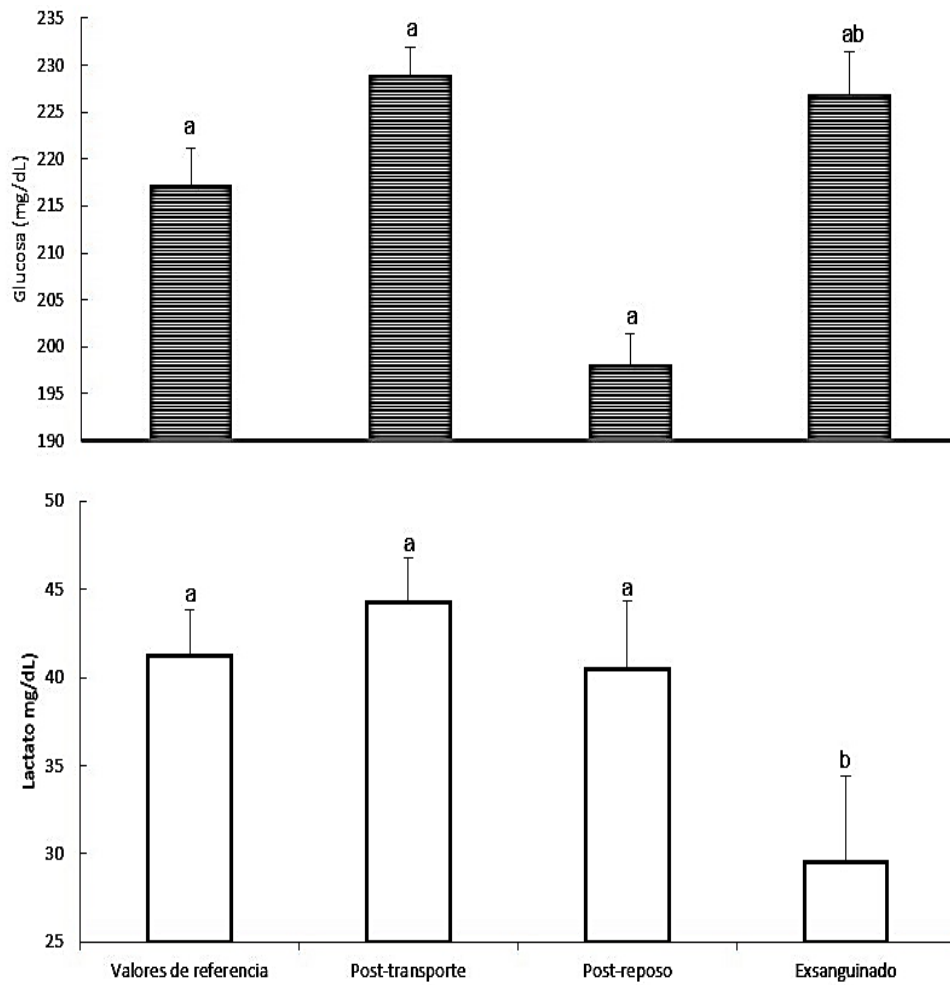 235
230
225
220
215
210
205
200
195
190
Glucosa (mg/dL)
a
a
a
ab
50
45
40
35
30
25
Lactato mg/dL)
a
a
a
b
Valores de referencia
Post-transporte
Post-reposo
Exsanguinado